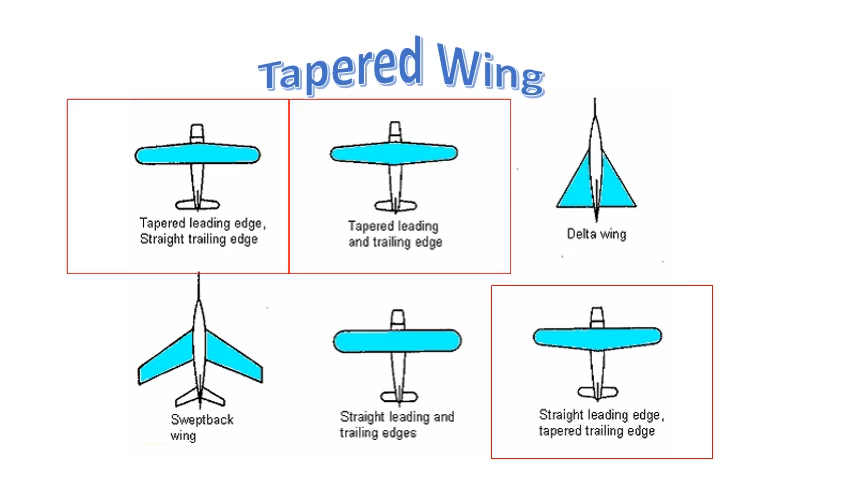 Tapered Wing
Tapered leading edge,
Straight trailing edge
Tapered leading
and trailing edge
Delta wing
Sweptback
wing
Straight leading and
trailing edges
Straight leading edge,
tapered trailing edge